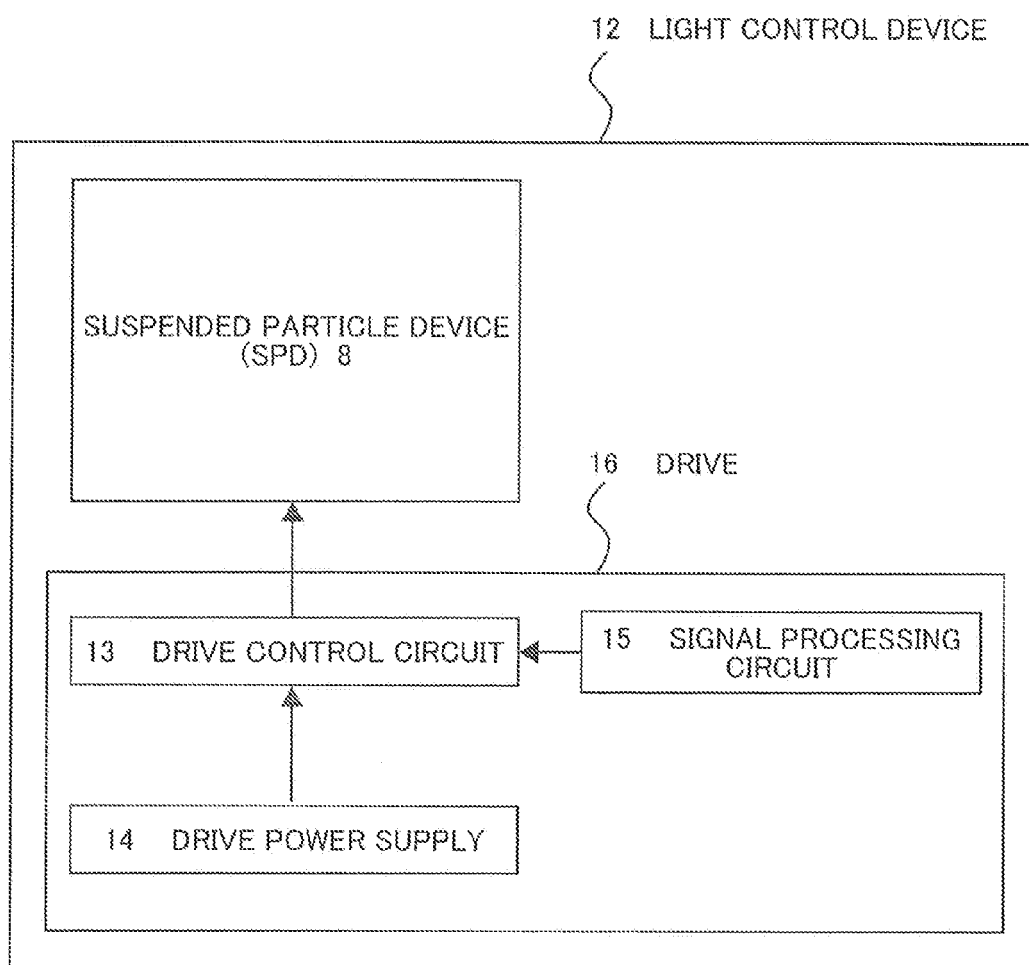 12 LIGHT CONTROL DEVICE
SUSPENDED PARTICLE DEVICE
(SPD) 8
16 DRIVE
13 DRIVE CONTROL CIRCUIT
15 SIGNAL PROCESSING
CIRCUIT
14 DRIVE POWER SUPPLY